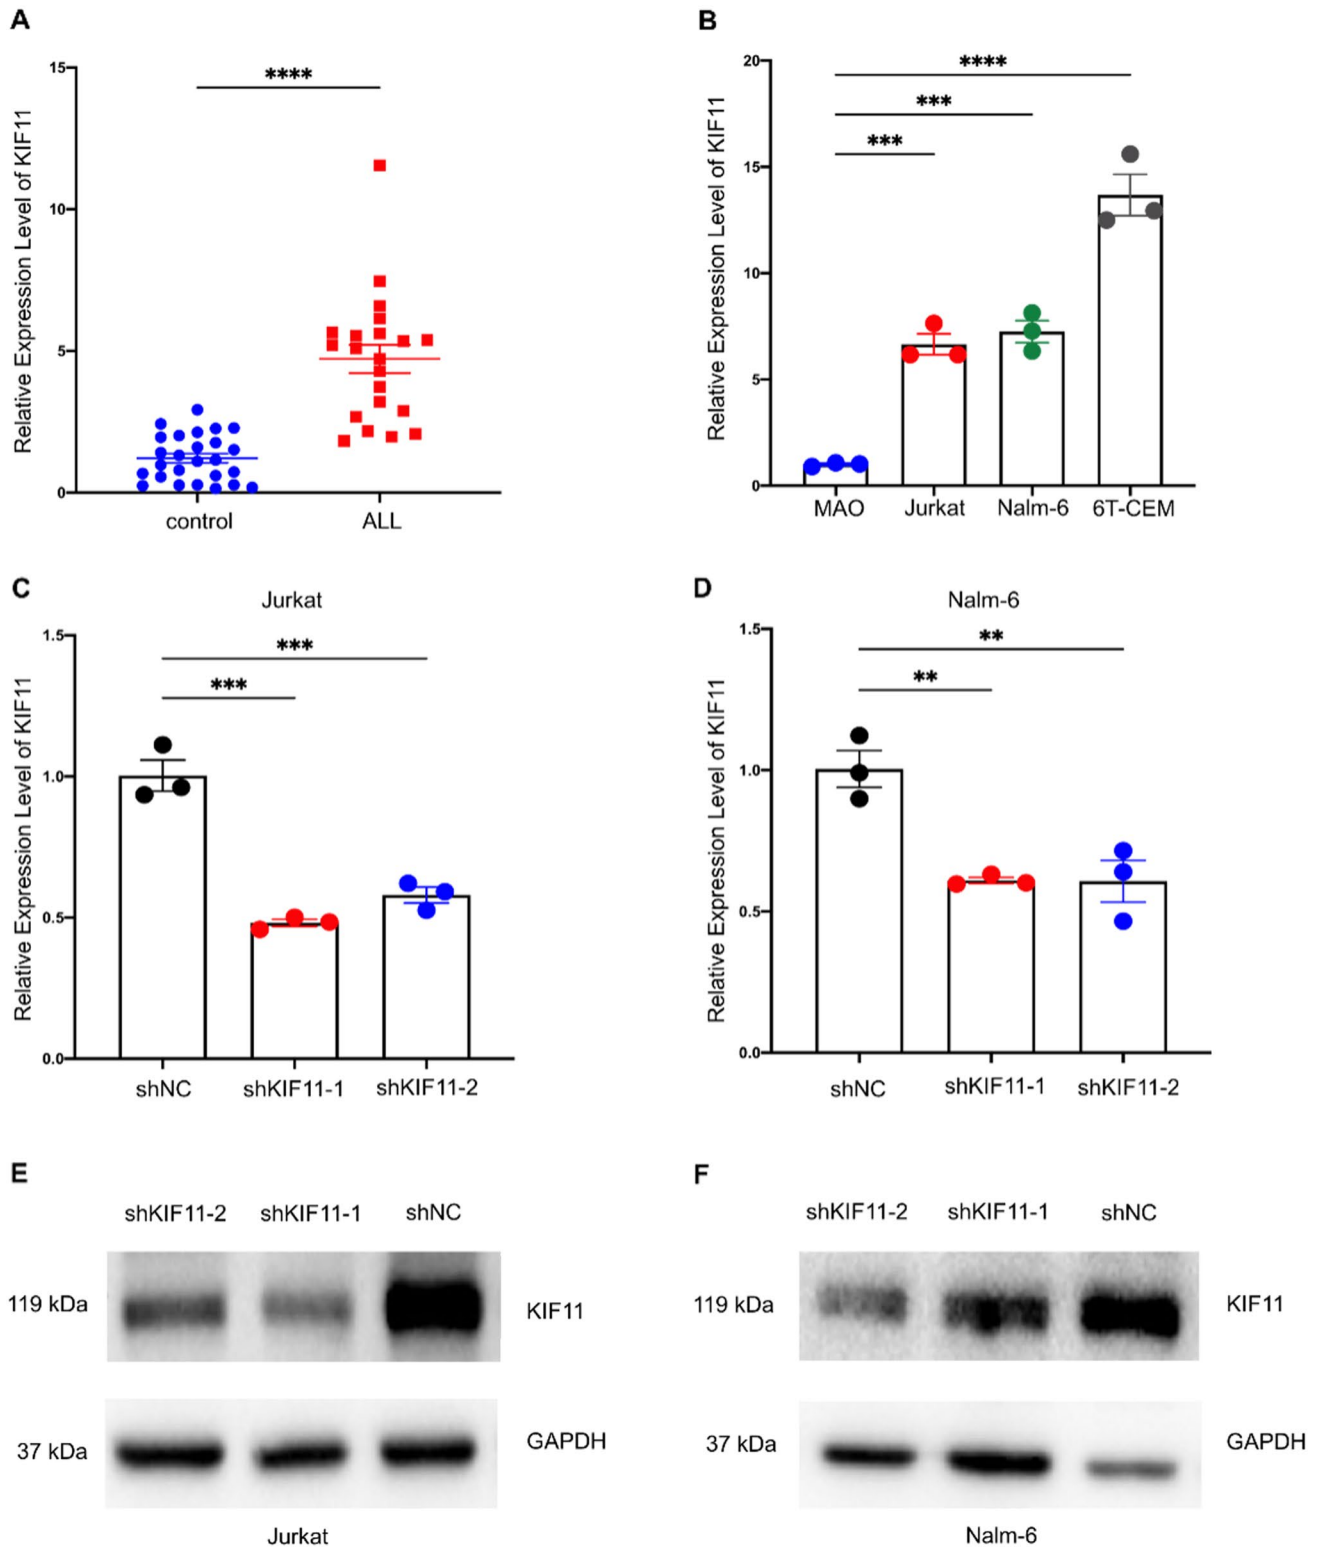 A
Relative Expression Level of KIF11
15
10
5
0
****
control
ALL
B
Relative Expression Level of KIF11
20
15
10
5
0
****
***
***
MAO
Jurkat
Nalm-6
6T-CEM
C
Jurkat
Relative Expression Level of KIF11
1.5
1.0
0.5
0.0
***
***
shNC
shKIF11-1
shKIF11-2
D
Nalm-6
Relative Expression Level of KIF11
1.5
1.0
0.5
0.0
**
**
shNC
shKIF11-1
shKIF11-2
E
shKIF11-2 shKIF11-1 shNC
119 kDa
KIF11
37 kDa
GAPDH
Jurkat
F
shKIF11-2 shKIF11-1 shNC
119 kDa
KIF11
37 kDa
GAPDH
Nalm-6